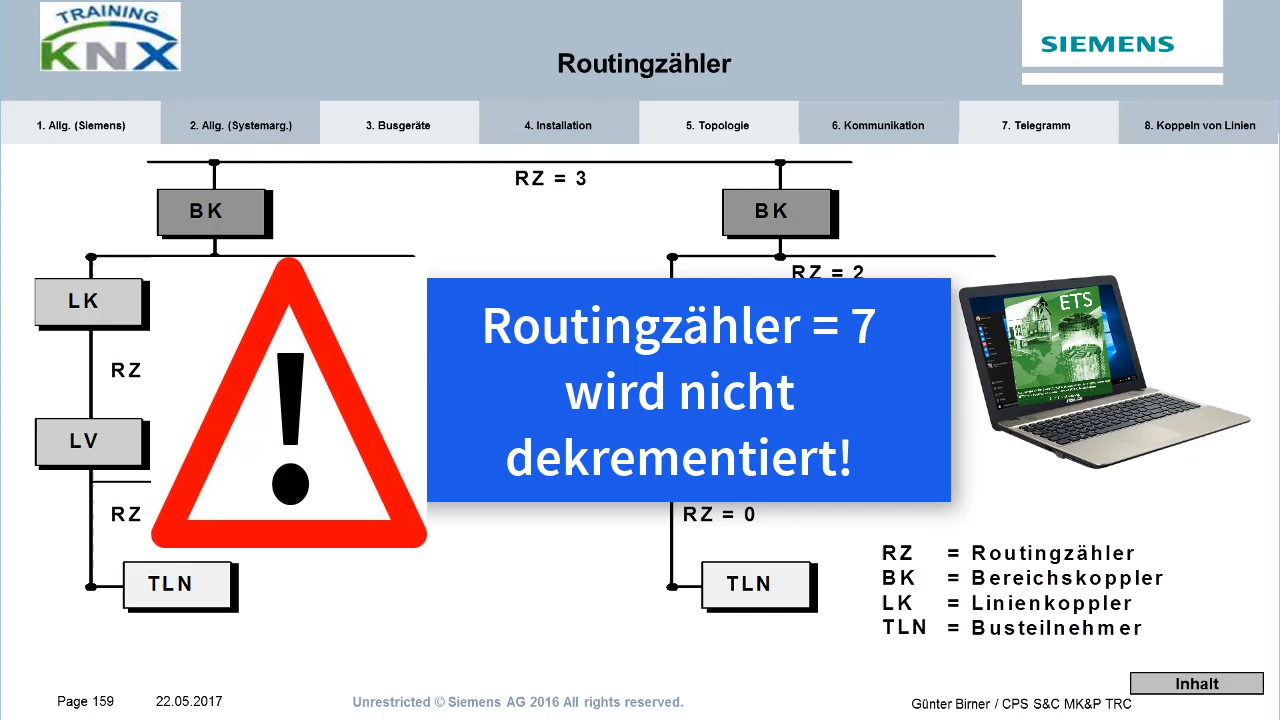 TRAINING
KNX
Routingzähler
SIEMENS
1. Allg. (Siemens)
2. Allg. (Systemarg.)
3. Busgeräte
4. Installation
5. Topologie
6. Kommunikation
7. Telegramm
8. Koppeln von Linien
RZ = 3
BK
BK
RZ = 2
LK
ETS
Routingzähler = 7
wird nicht
dekrementiert!
RZ
LV
RZ
RZ = 0
TLN
TLN
RZ = Routingzähler
BK = Bereichskoppler
LK = Linienkoppler
TLN = Busteilnehmer
Inhalt
Page 159
22.05.2017
Unrestricted © Siemens AG 2016 All rights reserved.
Günter Birner / CPS S&C MK&P TRC